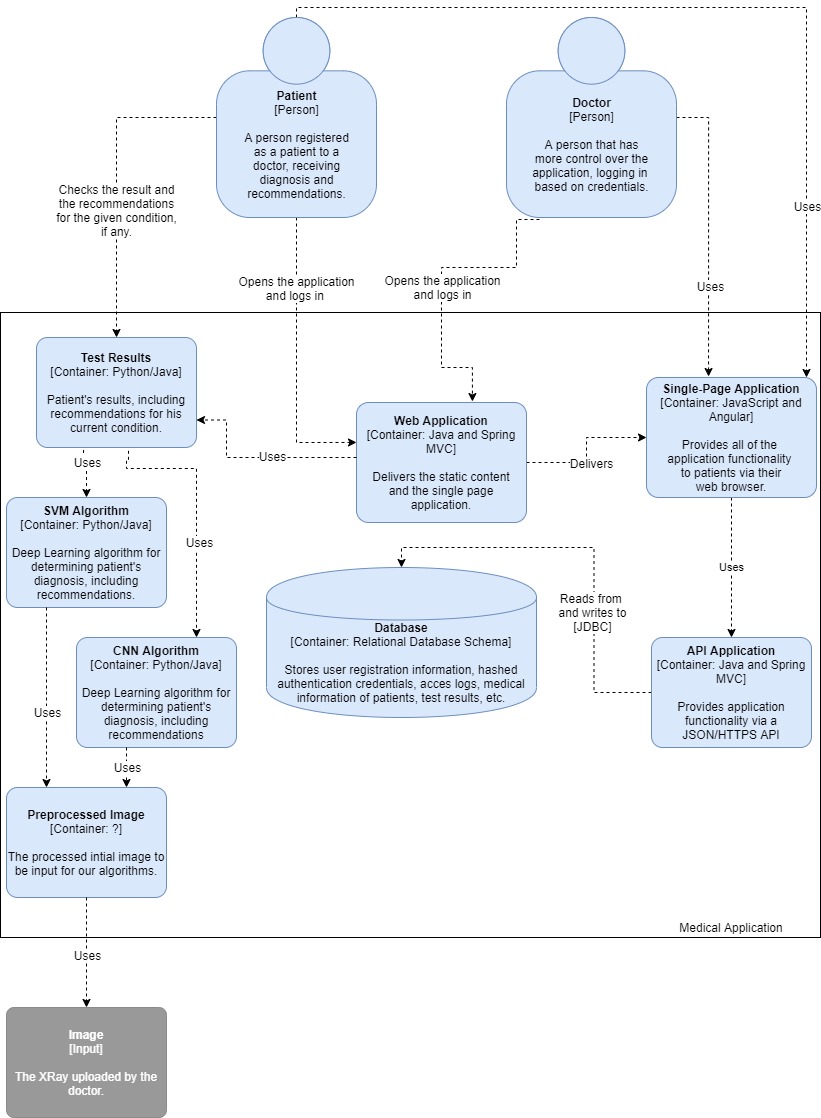 Patient
[Person]
A person registered
as a patient to a
doctor, receiving
diagnosis and
recommendations.
Doctor
[Person]
A person that has
more control over the
application, logging in
based on credentials.
Checks the result and
the recommendations
for the given condition,
if any.
Uses
Opens the application
and logs in
Opens the application
and logs in
Uses
Test Results
[Container: Python/Java]
Patient's results, including
recommendations for his
current condition.
Web Application
[Container: Java and Spring
MVC]
Delivers the static content
and the single page
application.
Single-Page Application
[Container: JavaScript and
Angular]
Provides all of the
application functionality
to patients via their
web browser.
Uses
Delivers
Uses
SVM Algorithm
[Container: Python/Java]
Deep Learning algorithm for
determining patient's
diagnosis, including
recommendations.
Uses
Uses
Reads from
and writes to
[JDBC]
Database
[Container: Relational Database Schema]
Stores user registration information, hashed
authentication credentials, acces logs, medical
information of patients, test results, etc.
CNN Algorithm
[Container: Python/Java]
Deep Learning algorithm for
determining patient's
diagnosis, including
recommendations
API Application
[Container: Java and Spring
MVC]
Provides application
functionality via a
JSON/HTTPS API
Uses
Uses
Preprocessed Image
[Container: ?]
The processed intial image to
be input for our algorithms.
Medical Application
Uses
Image
[Input]
The XRay uploaded by the
doctor.